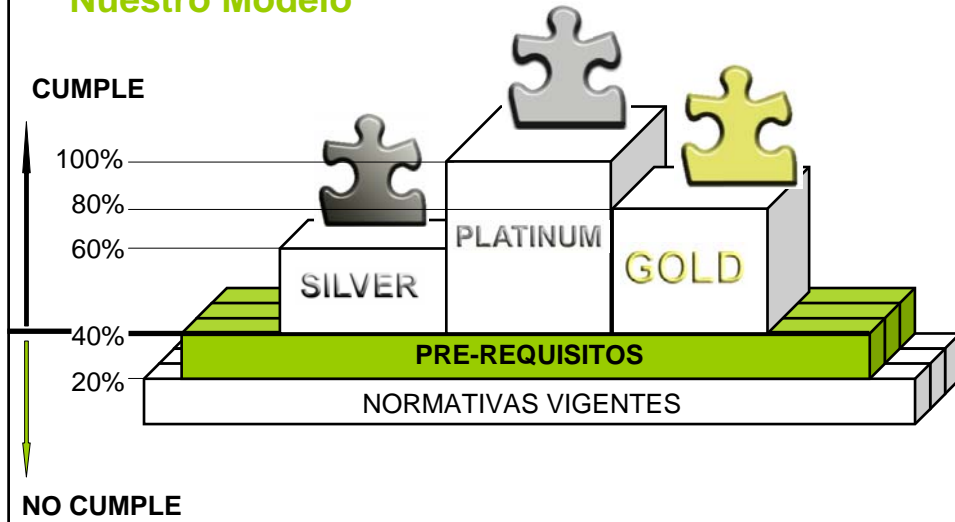 Nuestro Modelo
CUMPLE
100%
80%
60%
40%
20%
NO CUMPLE
SILVER
PLATINUM
GOLD
PRE-REQUISITOS
NORMATIVAS VIGENTES